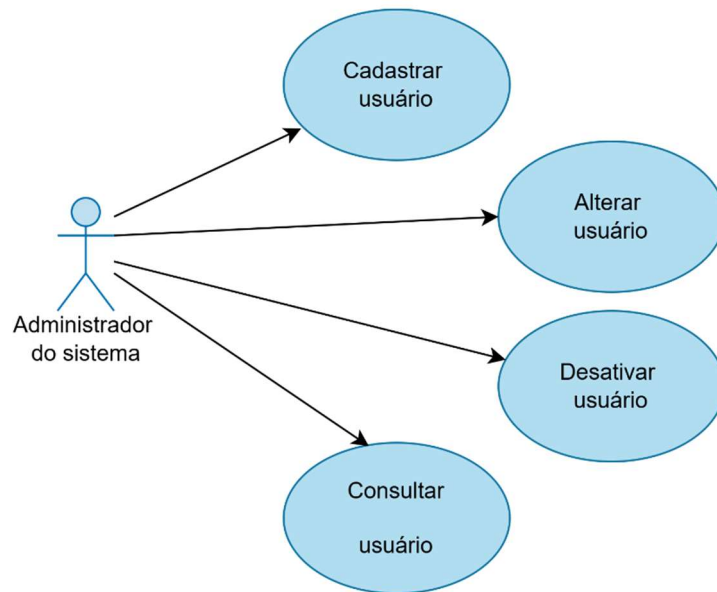 Cadastrar
usuário
Alterar
usuário
Administrador
do sistema
Desativar
usuário
Consultar
usuário